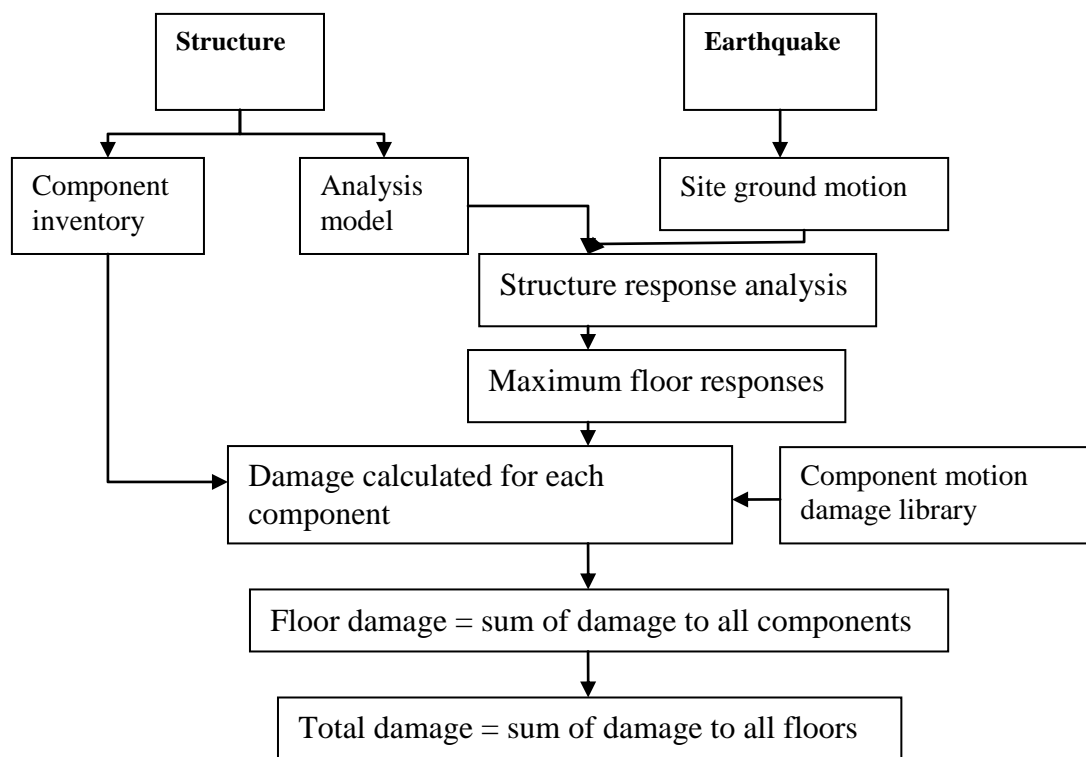 Structure
Earthquake
Component
inventory
Analysis
model
Site ground motion
Structure response analysis
Maximum floor responses
Damage calculated for each
component
Component motion
damage library
Floor damage = sum of damage to all components
Total damage = sum of damage to all floors